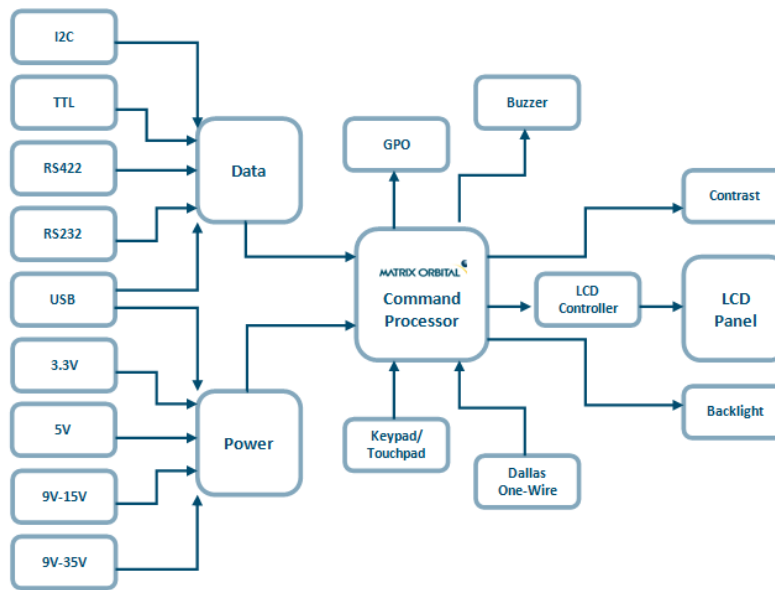 I2C
TTL
RS422
RS232
USB
3.3V
5V
9V-15V
9V-35V
Data
Power
GPO
Buzzer
MATRIX ORBITAL
Command
Processor
Keypad/
Touchpad
Dallas
One-Wire
Contrast
LCD
Controller
LCD
Panel
Backlight